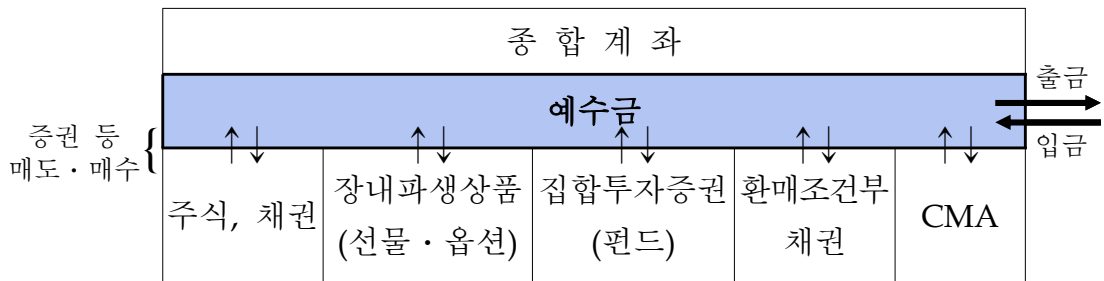 종 합 계 좌
예수금
출금
입금
증권 등
매도 · 매수
주식, 채권
장내파생상품
(선물 · 옵션)
집합투자증권
(펀드)
환매조건부
채권
CMA